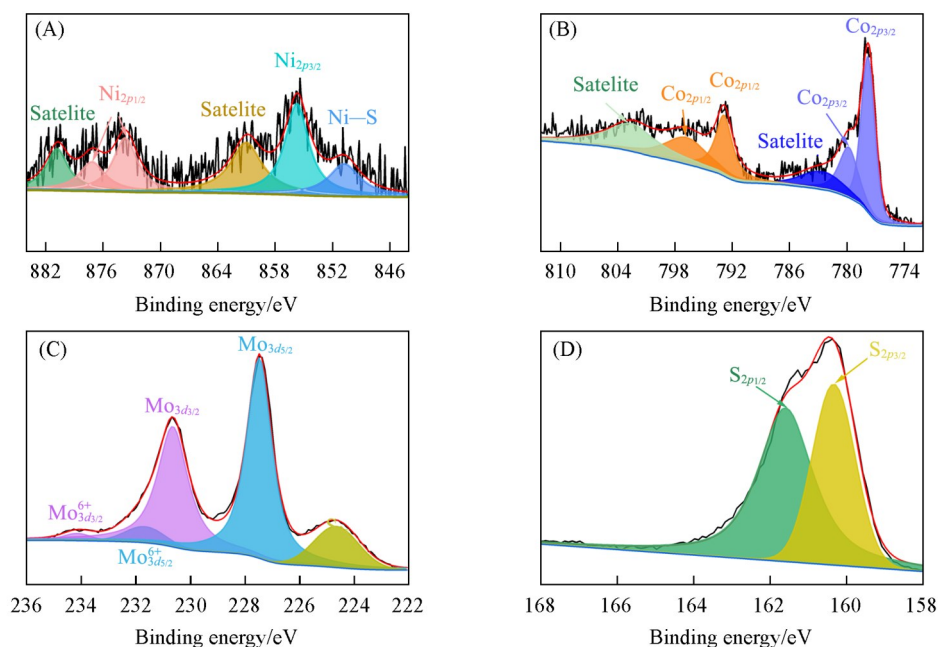 (A)
Ni2p3/2
Ni2p1/2
Satelite
Satelite
Ni—S
882 876 870 864 858 852 846
Binding energy/eV
(B)
Co2p3/2
Satelite
Co2p1/2
Co2p1/2
Co2p3/2
Satelite
810 804 798 792 786 780 774
Binding energy/eV
(C)
Mo3d5/2
Mo3d3/2
Mo6+3d3/2
Mo6+3d5/2
236 234 232 230 228 226 224 222
Binding energy/eV
(D)
S2p1/2
S2p3/2
168 166 164 162 160 158
Binding energy/eV